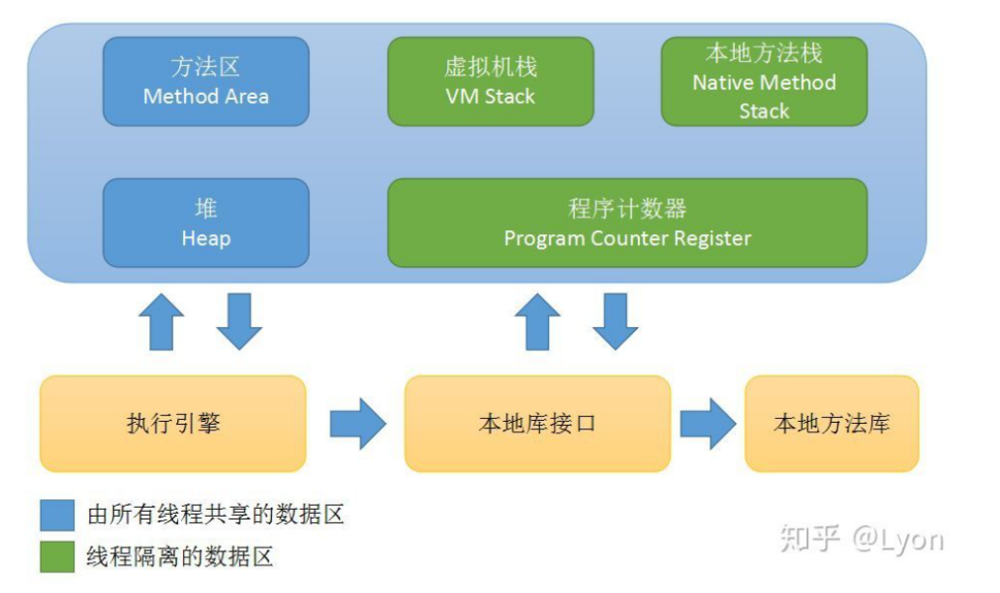 方法区
Method Area
虚拟机栈
VM Stack
本地方法栈
Native Method
Stack
堆
Heap
程序计数器
Program Counter Register
执行引擎
本地库接口
本地方法库
由所有线程共享的数据区
线程隔离的数据区
知乎 @Lyon